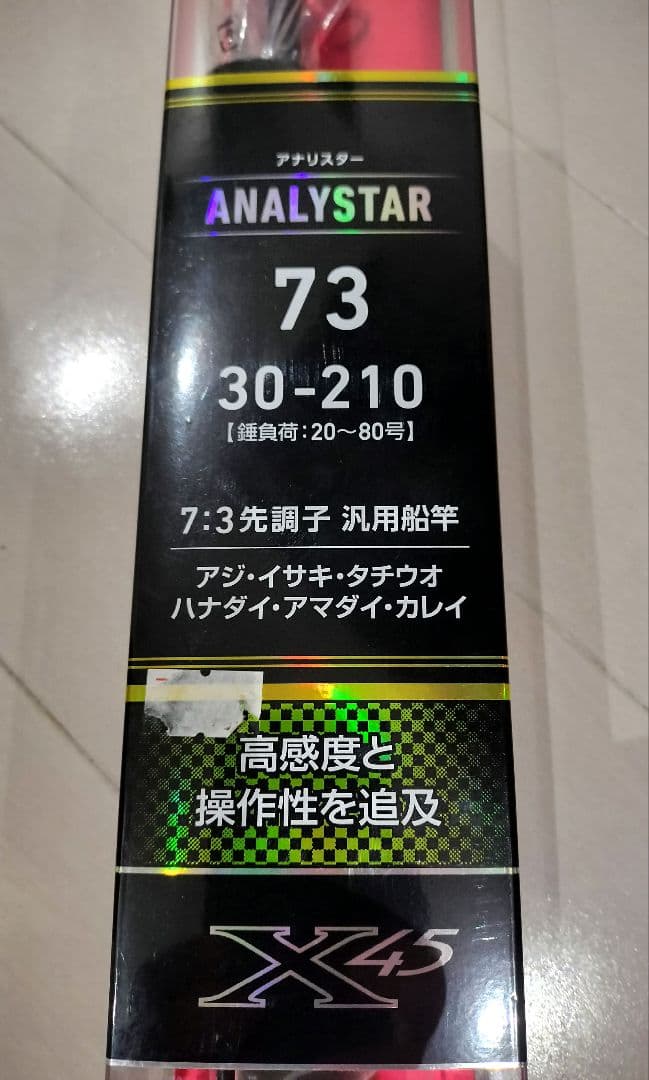 アナリスター
ANALYSTAR
73
30-210
【錘負荷:20〜80号】
7:3先調子 汎用船竿
アジ・イサキ・タチウオ
ハナダイ・アマダイ・カレイ
高感度と
操作性を追及
X45